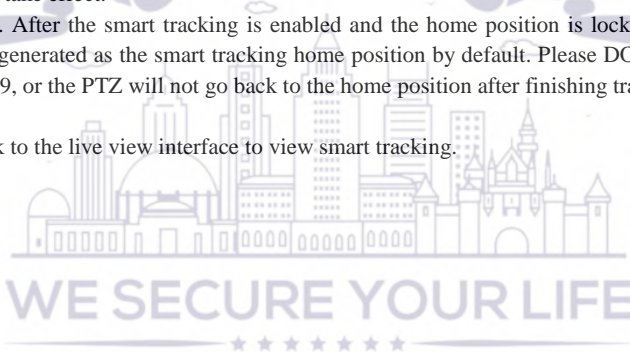 take effect.
. After the smart tracking is enabled and the home position is lock
generated as the smart tracking home position by default. Please DO
9, or the PTZ will not go back to the home position after finishing tra
to the live view interface to view smart tracking.
WE SECURE YOUR LIFE